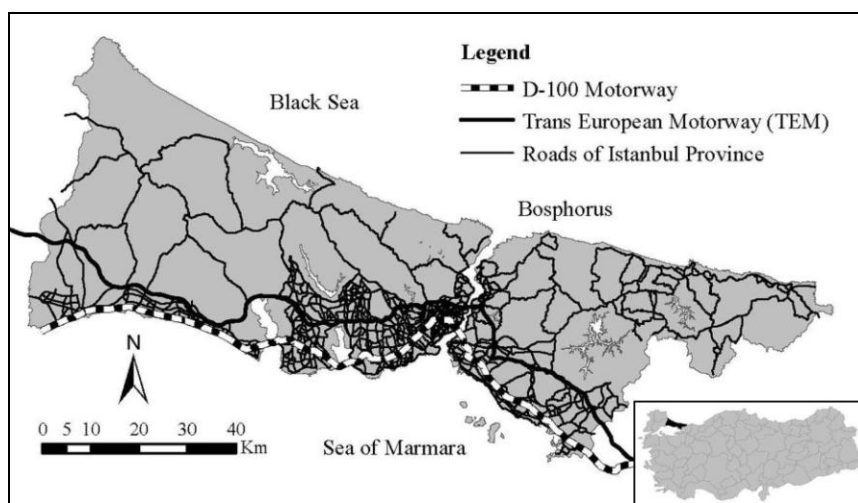 Legend
Black Sea
D-100 Motorway
Trans European Motorway (TEM)
Roads of Istanbul Province
Bosphorus
N
0 5 10 20 30 40
Km
Sea of Marmara